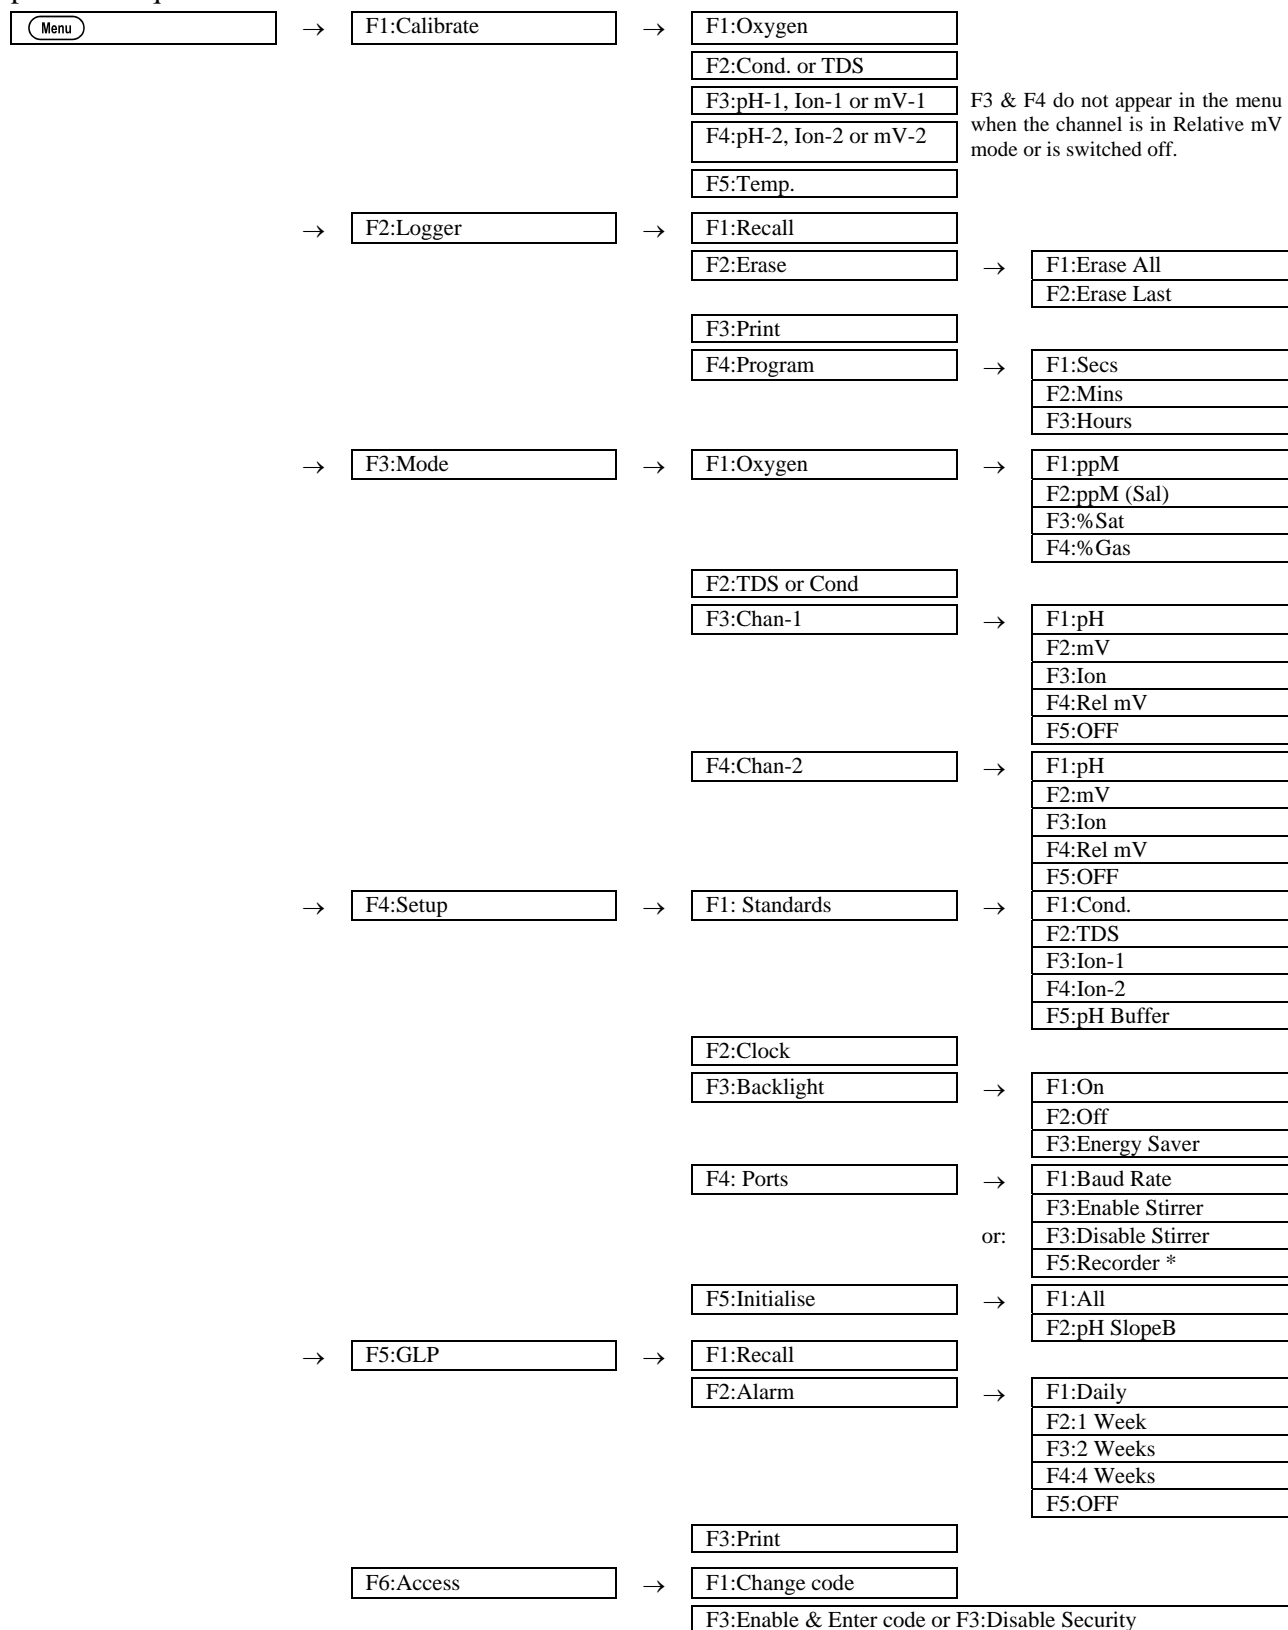 Menu → F1:Calibrate → F1:Oxygen
F2:Cond. or TDS
F3:pH-1, Ion-1 or mV-1 F3 & F4 do not appear in the menu
F4:pH-2, Ion-2 or mV-2 when the channel is in Relative mV
mode or is switched off.
F5:Temp.
→ F2:Logger → F1:Recall
F2:Erase → F1:Erase All
F2:Erase Last
F3:Print
F4:Program → F1:Secs
F2:Mins
F3:Hours
→ F3:Mode → F1:Oxygen → F1:ppM
F2:ppM (Sal)
F3:%Sat
F4:%Gas
F2:TDS or Cond
F3:Chan-1 → F1:pH
F2:mV
F3:Ion
F4:Rel mV
F5:OFF
F4:Chan-2 → F1:pH
F2:mV
F3:Ion
F4:Rel mV
F5:OFF
→ F4:Setup → F1: Standards → F1:Cond.
F2:TDS
F3:Ion-1
F4:Ion-2
F5:pH Buffer
F2:Clock
F3:Backlight → F1:On
F2:Off
F3:Energy Saver
F4: Ports → F1:Baud Rate
F3:Enable Stirrer
or: F3:Disable Stirrer
F5:Recorder *
F5:Initialise → F1:All
F2:pH SlopeB
→ F5:GLP → F1:Recall
F2:Alarm → F1:Daily
F2:1 Week
F3:2 Weeks
F4:4 Weeks
F5:OFF
F3:Print
F6:Access → F1:Change code
F3:Enable & Enter code or F3:Disable Security